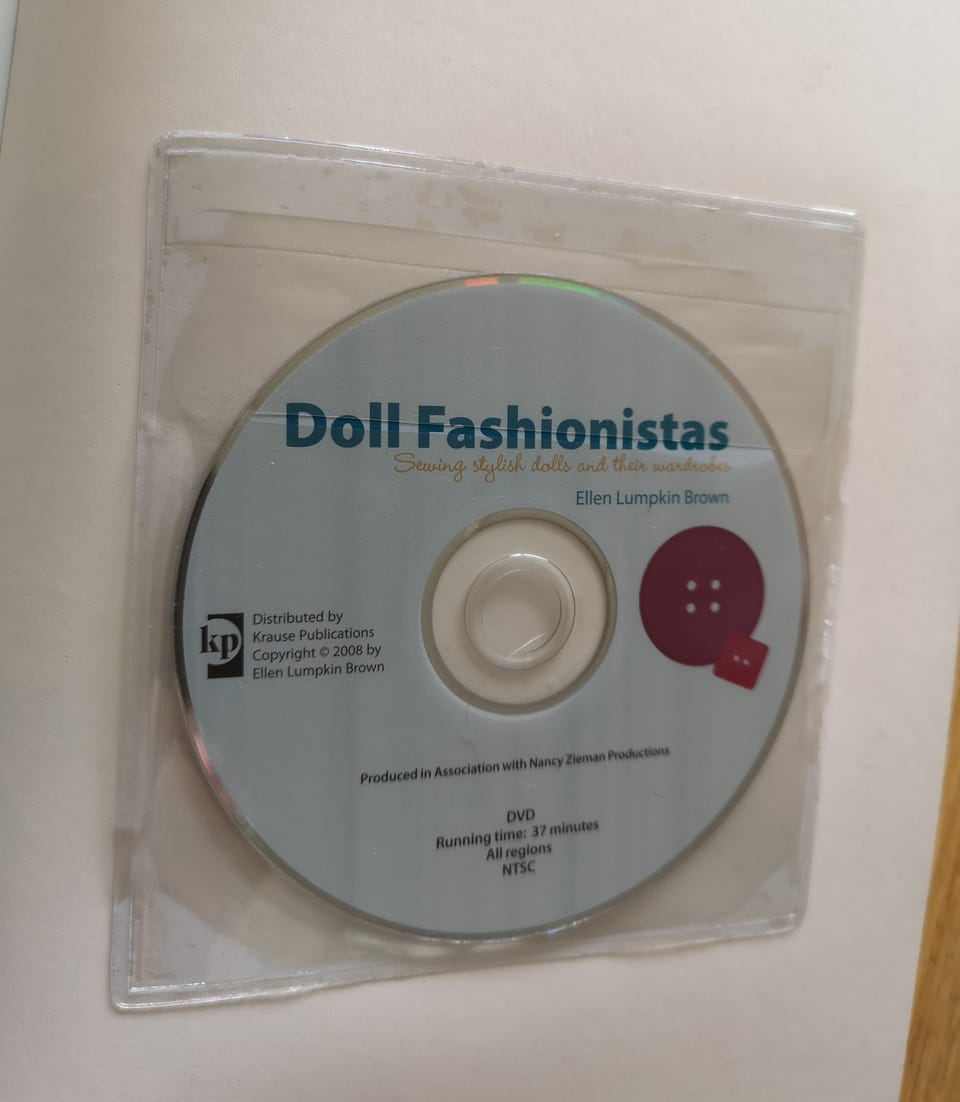 Doll Fashionistas
Sewing stylish dolls and their wardrobes
Ellen Lumpkin Brown
kp
Distributed by
Krause Publications
Copyright © 2008 by
Ellen Lumpkin Brown
Produced in Association with Nancy Zieman Productions
DVD
Running time: 37 minutes
All regions
NTSC